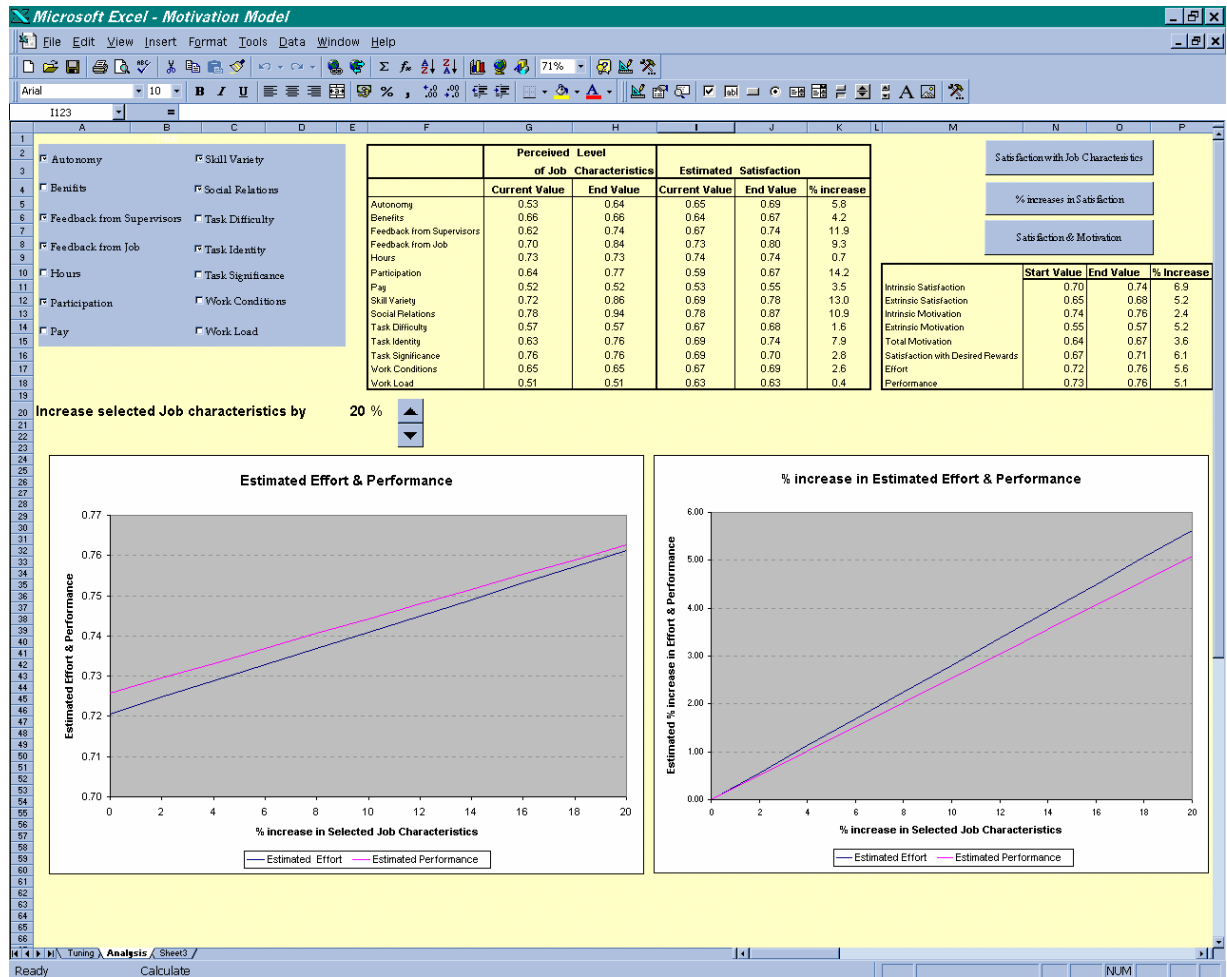 Microsoft Excel - Motivation Model
File Edit View Insert Format Tools Data Window Help
71%
Arial 10 B I U
I123 =
A B C D E F G H I J K L M N O P
Autonomy Skill Variety
Benifits Social Relations
Feedback from Supervisors Task Difficulty
Feedback from Job Task Identity
Hours Task Significance
Participation Work Conditions
Pay Work Load
Perceived Level
of Job Characteristics Estimated Satisfaction
Current Value End Value Current Value End Value % increase
Autonomy 0.53 0.64 0.65 0.69 5.8
Benefits 0.66 0.66 0.64 0.67 4.2
Feedback from Supervisors 0.62 0.74 0.67 0.74 11.9
Feedback from Job 0.70 0.84 0.73 0.80 9.3
Hours 0.73 0.73 0.74 0.74 0.7
Participation 0.64 0.77 0.59 0.67 14.2
Pay 0.52 0.52 0.53 0.55 3.5
Skill Variety 0.72 0.86 0.69 0.78 13.0
Social Relations 0.78 0.94 0.78 0.87 10.9
Task Difficulty 0.57 0.57 0.67 0.68 1.6
Task Identity 0.63 0.76 0.69 0.74 7.9
Task Significance 0.76 0.76 0.69 0.70 2.8
Work Conditions 0.65 0.65 0.67 0.69 2.6
Work Load 0.51 0.51 0.63 0.63 0.4
Satisfaction with Job Characteristics
% increases in Satisfaction
Satisfaction & Motivation
Start Value End Value % Increase
Intrinsic Satisfaction 0.70 0.74 6.9
Extrinsic Satisfaction 0.65 0.68 5.2
Intrinsic Motivation 0.74 0.76 2.4
Extrinsic Motivation 0.55 0.57 5.2
Total Motivation 0.64 0.67 3.6
Satisfaction with Desired Rewards 0.67 0.71 6.1
Effort 0.72 0.76 5.6
Performance 0.73 0.76 5.1
Increase selected Job characteristics by 20 %
Estimated Effort & Performance
Estimated Effort & Performance
0.77
0.76
0.75
0.74
0.73
0.72
0.71
0.70
0 2 4 6 8 10 12 14 16 18 20
% increase in Selected Job Characteristics
Estimated Effort Estimated Performance
% increase in Estimated Effort & Performance
Estimated % increase in Effort & Performance
6.00
5.00
4.00
3.00
2.00
1.00
0.00
0 2 4 6 8 10 12 14 16 18 20
% increase in Selected Job Characteristics
Estimated Effort Estimated Performance
Tuning Analysis Sheet3
Ready Calculate NUM